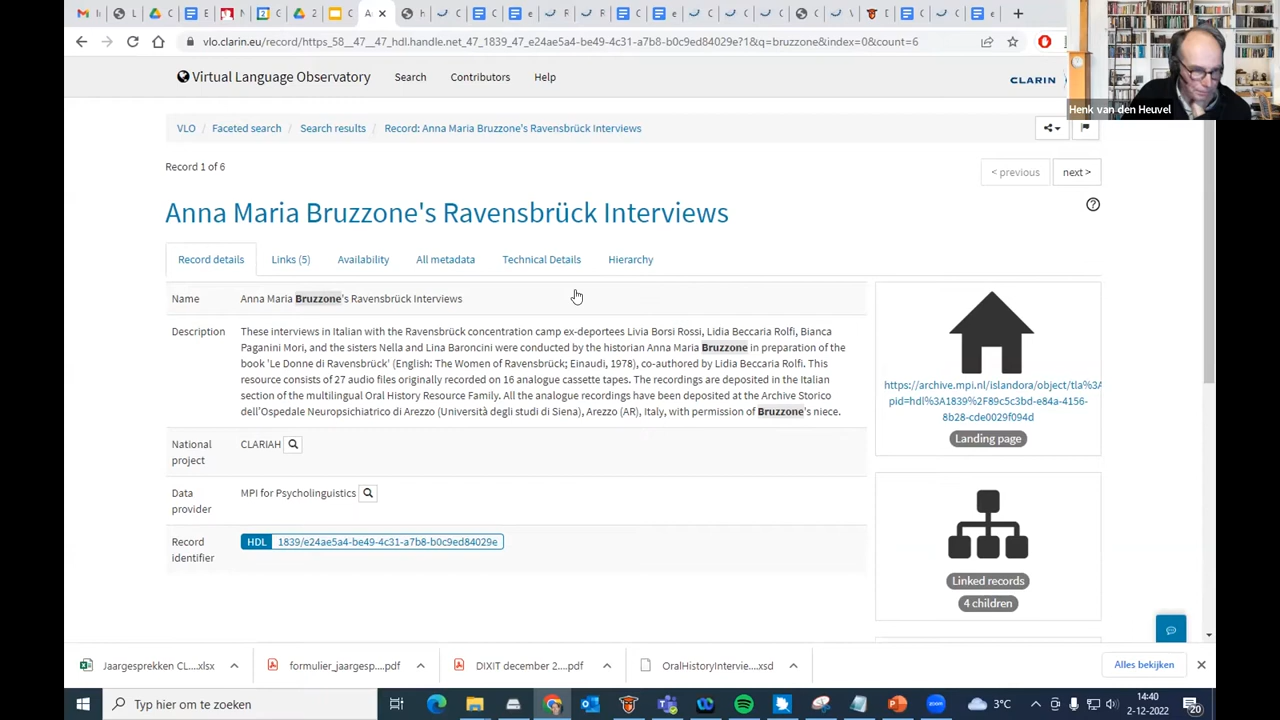 vlo.clarin.eu/record/https_58__47__47_hdl.handle.net_47_1839_47_e24ae5a4-be49-4c31-a7b8-b0c9ed84029e?1&q=bruzzone&index=0&count=6
Virtual Language Observatory Search Contributors Help CLARIN
Henk van den Heuvel
VLO / Faceted search / Search results / Record: Anna Maria Bruzzone's Ravensbrück Interviews
Record 1 of 6
< previous next >
Anna Maria Bruzzone's Ravensbrück Interviews
Record details Links (5) Availability All metadata Technical Details Hierarchy
Name Anna Maria Bruzzone's Ravensbrück Interviews
Description These interviews in Italian with the Ravensbrück concentration camp ex-deportees Livia Borsi Rossi, Lidia Beccaria Rolfi, Bianca
Paganini Mori, and the sisters Nella and Lina Baroncini were conducted by the historian Anna Maria Bruzzone in preparation of the
book 'Le Donne di Ravensbrück' (English: The Women of Ravensbrück; Einaudi, 1978), co-authored by Lidia Beccaria Rolfi. This
resource consists of 27 audio files originally recorded on 16 analogue cassette tapes. The recordings are deposited in the Italian
section of the multilingual Oral History Resource Family. All the analogue recordings have been deposited at the Archive Storico
dell'Ospedale Neuropsichiatrico di Arezzo (Università degli studi di Siena), Arezzo (AR), Italy, with permission of Bruzzone's niece.
National
project
CLARIAH
Data
provider
MPI for Psycholinguistics
Record
identifier
HDL 1839/e24ae5a4-be49-4c31-a7b8-b0c9ed84029e
https://archive.mpi.nl/islandora/object/tla%3A
pid=hdl%3A1839%2F89c5c3bd-e84a-4156-
8b28-cde0029f094d
Landing page
Linked records
4 children
Jaargesprekken CL....xlsx formulier_jaargesp....pdf DIXIT december 2....pdf OralHistoryIntervie....xsd Alles bekijken
Typ hier om te zoeken
3°C
14:40
2-12-2022
20